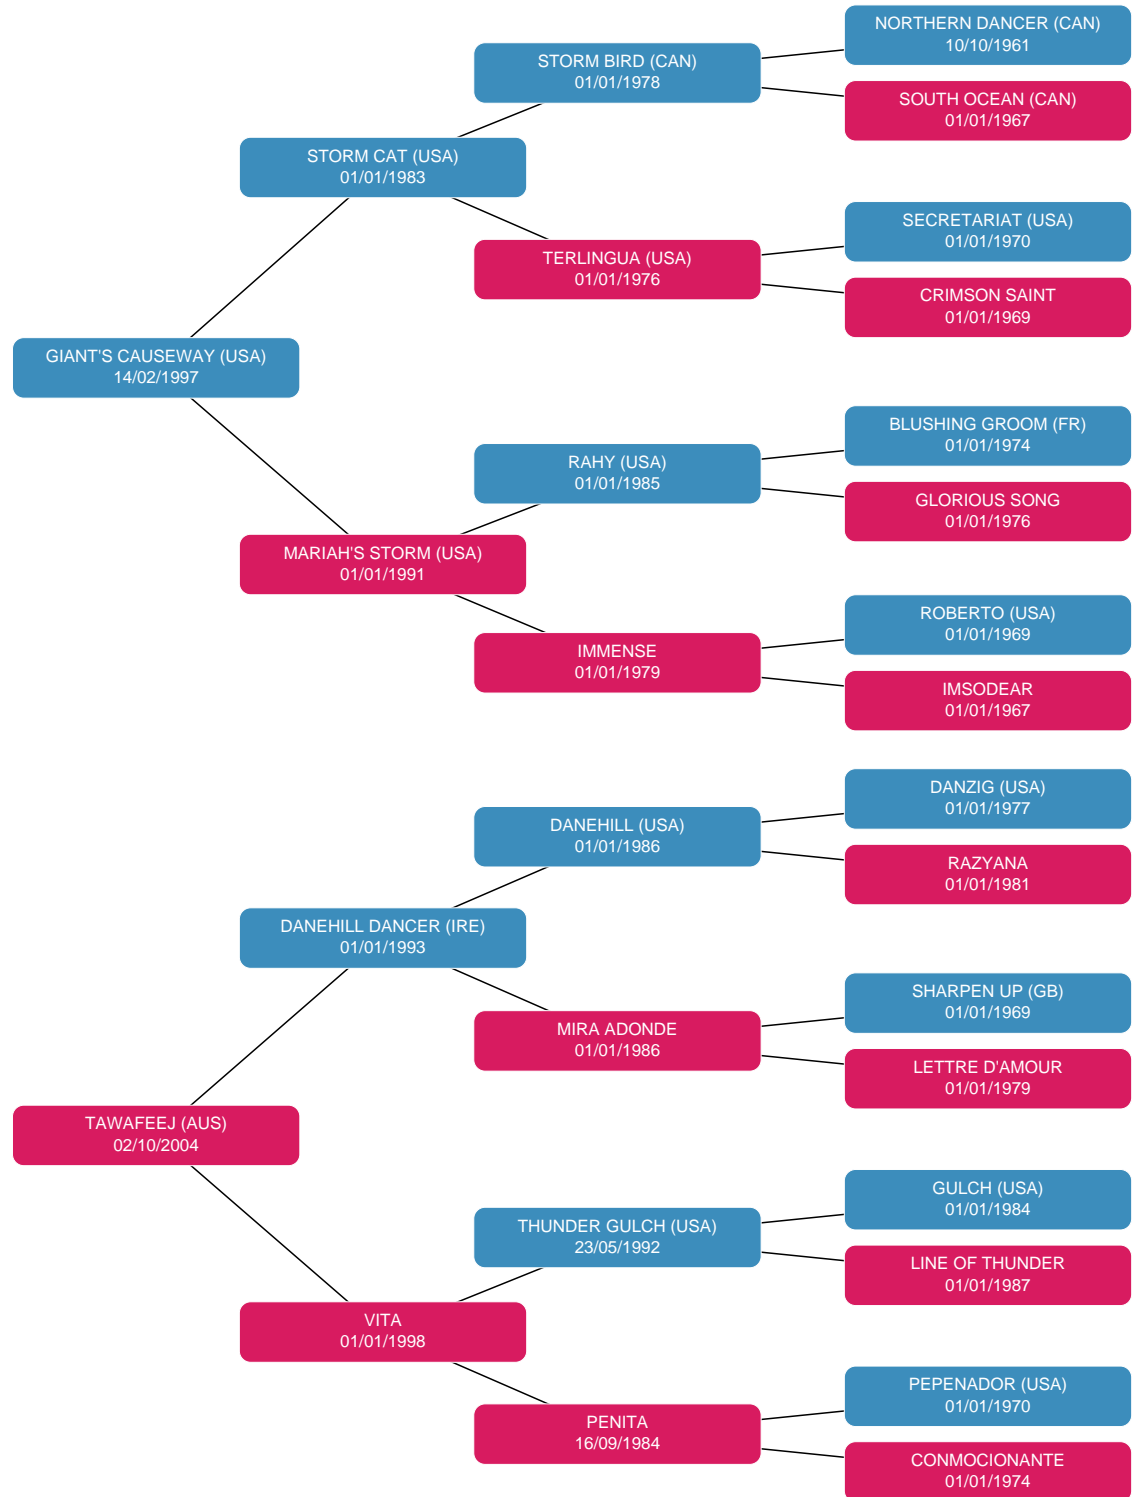 NORTHERN DANCER (CAN)
10/10/1961
STORM BIRD (CAN)
01/01/1978
SOUTH OCEAN (CAN)
01/01/1967
STORM CAT (USA)
01/01/1983
SECRETARIAT (USA)
01/01/1970
TERLINGUA (USA)
01/01/1976
CRIMSON SAINT
01/01/1969
GIANT'S CAUSEWAY (USA)
14/02/1997
BLUSHING GROOM (FR)
01/01/1974
RAHY (USA)
01/01/1985
GLORIOUS SONG
01/01/1976
MARIAH'S STORM (USA)
01/01/1991
ROBERTO (USA)
01/01/1969
IMMENSE
01/01/1979
IMSODEAR
01/01/1967
DANZIG (USA)
01/01/1977
DANEHILL (USA)
01/01/1986
RAZYANA
01/01/1981
DANEHILL DANCER (IRE)
01/01/1993
SHARPEN UP (GB)
01/01/1969
MIRA ADONDE
01/01/1986
LETTRE D'AMOUR
01/01/1979
TAWAFEEJ (AUS)
02/10/2004
GULCH (USA)
01/01/1984
THUNDER GULCH (USA)
23/05/1992
LINE OF THUNDER
01/01/1987
VITA
01/01/1998
PEPENADOR (USA)
01/01/1970
PENITA
16/09/1984
CONMOCIONANTE
01/01/1974